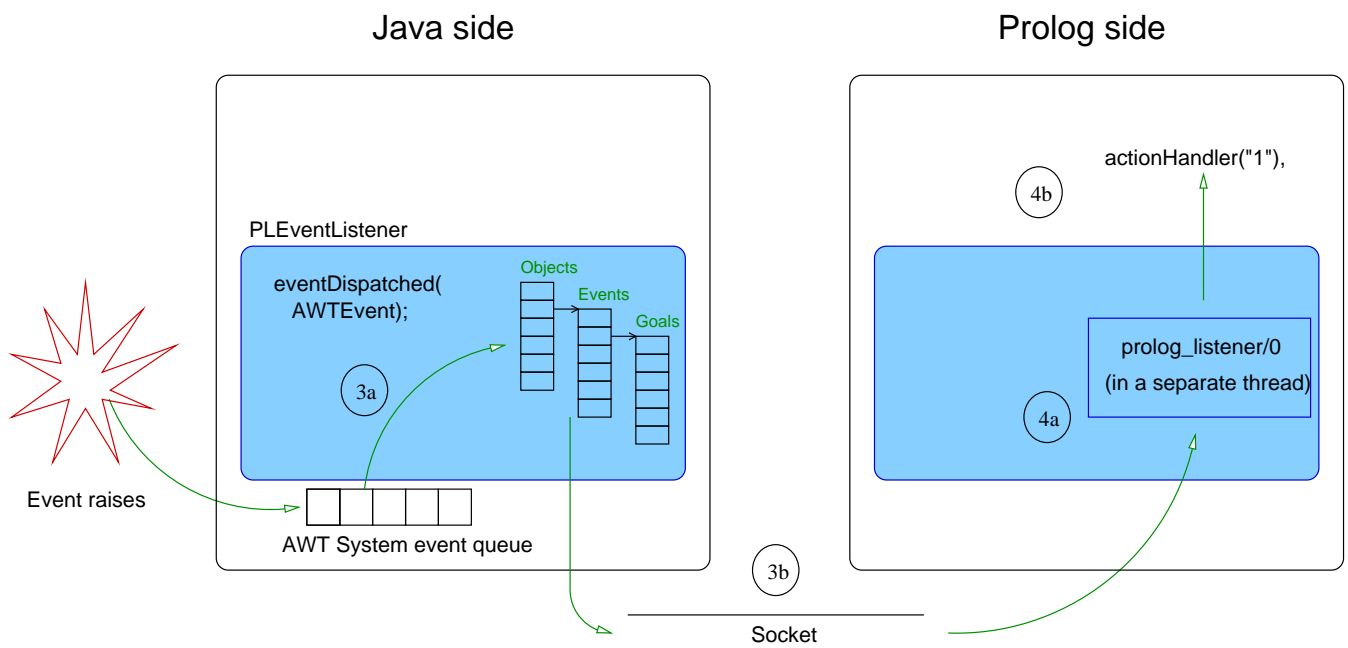 Java side
Prolog side
actionHandler("1"),
4b
PLEventListener
eventDispatched(
AWTEvent);
Objects
Events
Goals
3a
prolog_listener/0
(in a separate thread)
4a
Event raises
AWT System event queue
3b
Socket